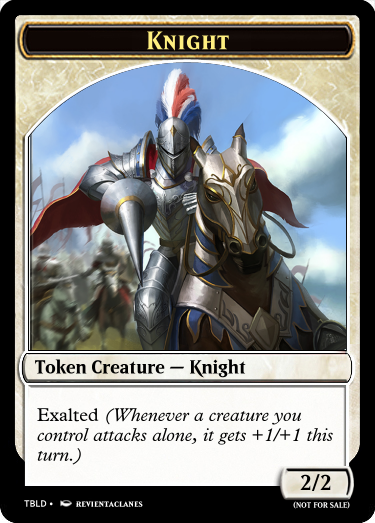 KNIGHT
Token Creature — Knight
Exalted (Whenever a creature you
control attacks alone, it gets +1/+1 this
turn.)
2/2
TBLD • REVIENTACLANES
(NOT FOR SALE)